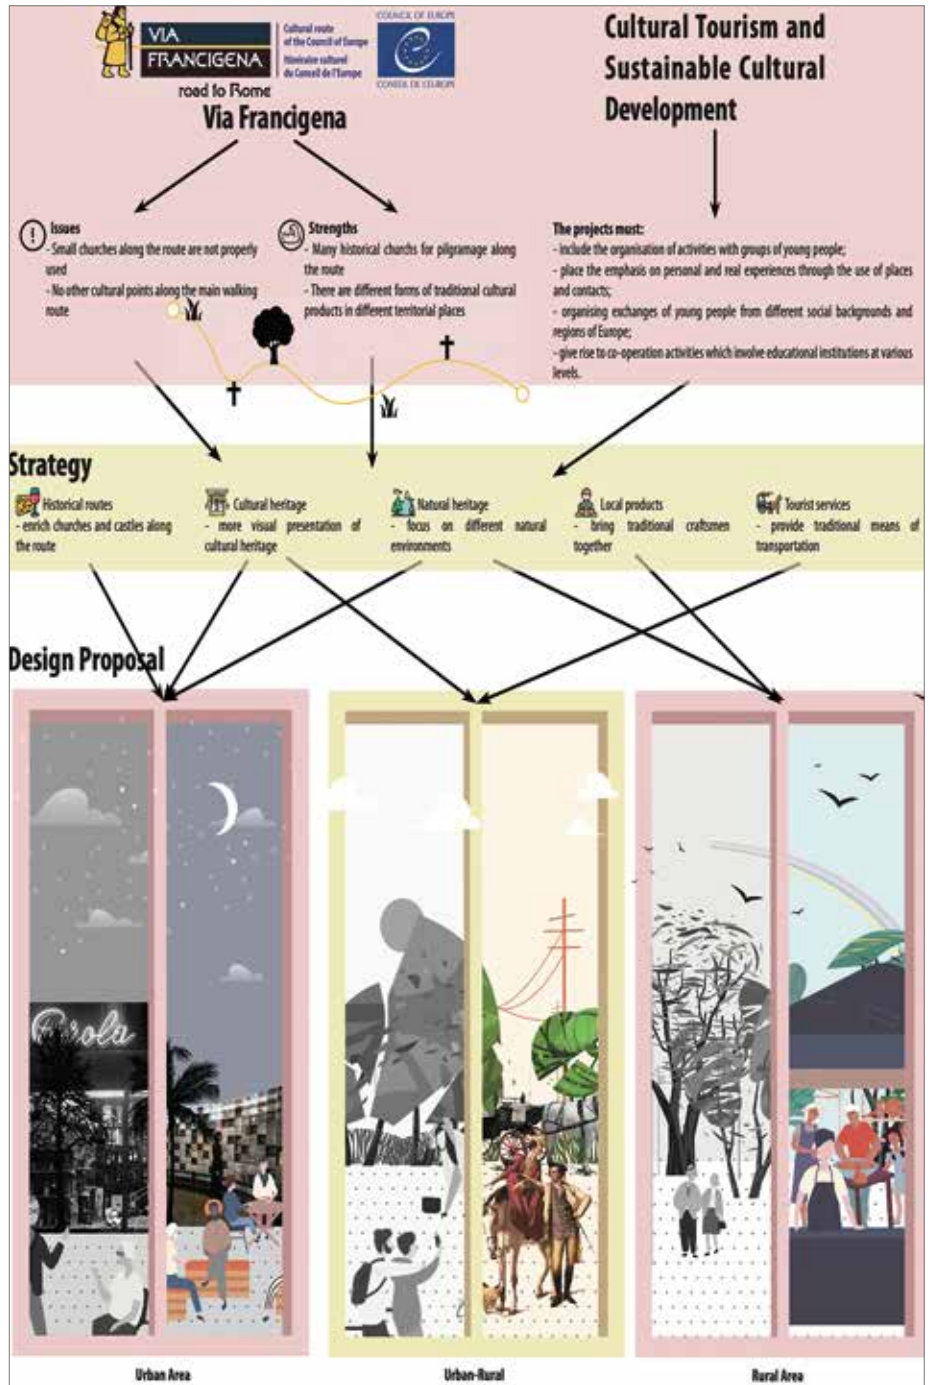 VIA
FRANCIGENA
road to Rome
Cultural route
of the Council of Europe
Itinéraire culturel
du Conseil de l'Europe
COUNCIL OF EUROPE
CONSEIL DE L'EUROPE
Via Francigena
Cultural Tourism and
Sustainable Cultural
Development
Issues
- Small churches along the route are not properly
used
- No other cultural points along the main walking
route
Strengths
- Many historical churchs for pilgramage along
the route
- There are different forms of traditional cultural
products in different territorial places
The projects must:
- include the organisation of activities with groups of young people;
- place the emphasis on personal and real experiences through the use of places
and contacts;
- organising exchanges of young people from different social backgrounds and
regions of Europe;
- give rise to co-operation activities which involve educational institutions at various
levels.
Strategy
Historical routes
- enrich churches and castles along
the route
Cultural heritage
- more visual presentation of
cultural heritage
Natural heritage
- focus on different natural
environments
Local products
- bring traditional craftsmen
together
Tourist services
- provide traditional means of
transportation
Design Proposal
Urban Area
Urban-Rural
Rural Area